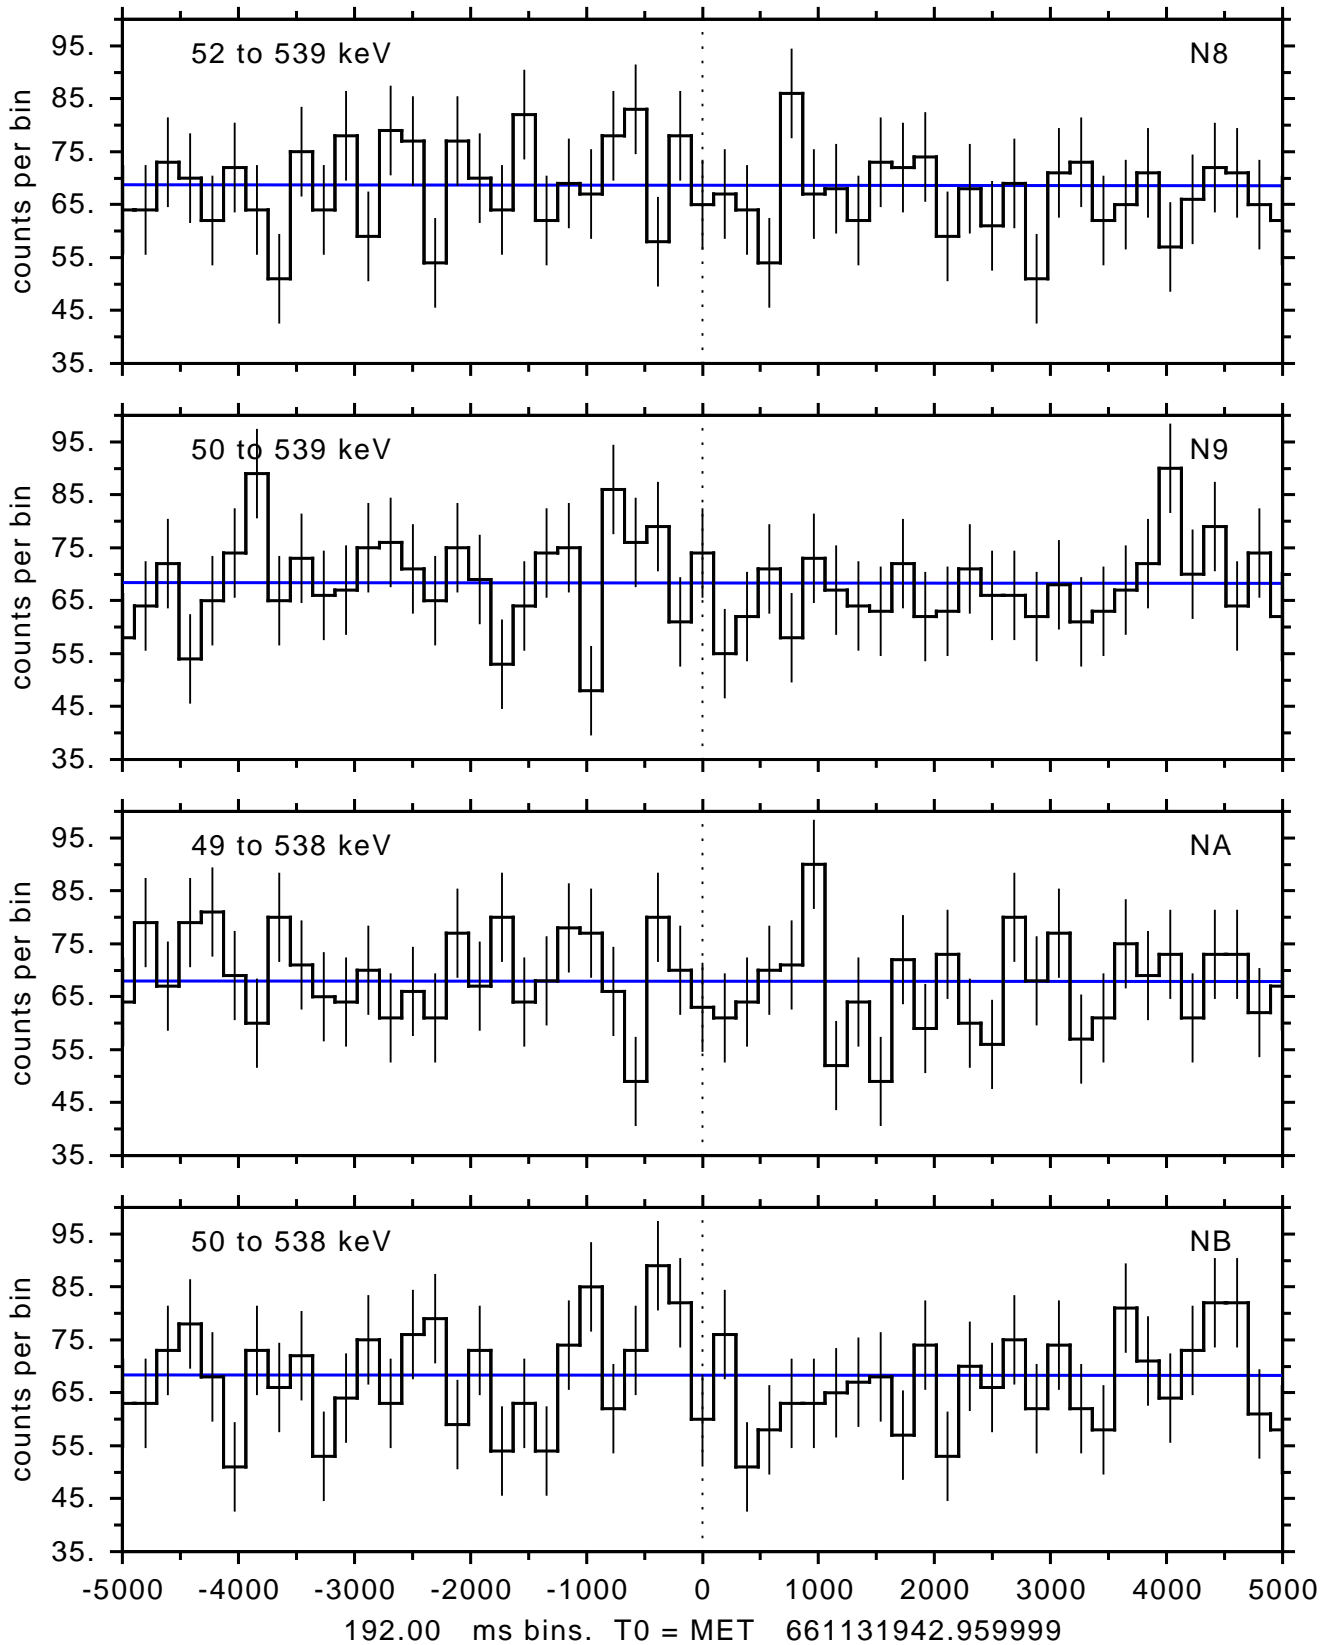 52 to 539 keV N8
95.
85.
75.
65.
55.
45.
35.
counts per bin
50 to 539 keV N9
95.
85.
75.
65.
55.
45.
35.
counts per bin
49 to 538 keV NA
95.
85.
75.
65.
55.
45.
35.
counts per bin
50 to 538 keV NB
95.
85.
75.
65.
55.
45.
35.
counts per bin
-5000 -4000 -3000 -2000 -1000 0 1000 2000 3000 4000 5000
192.00 ms bins. T0 = MET 661131942.959999